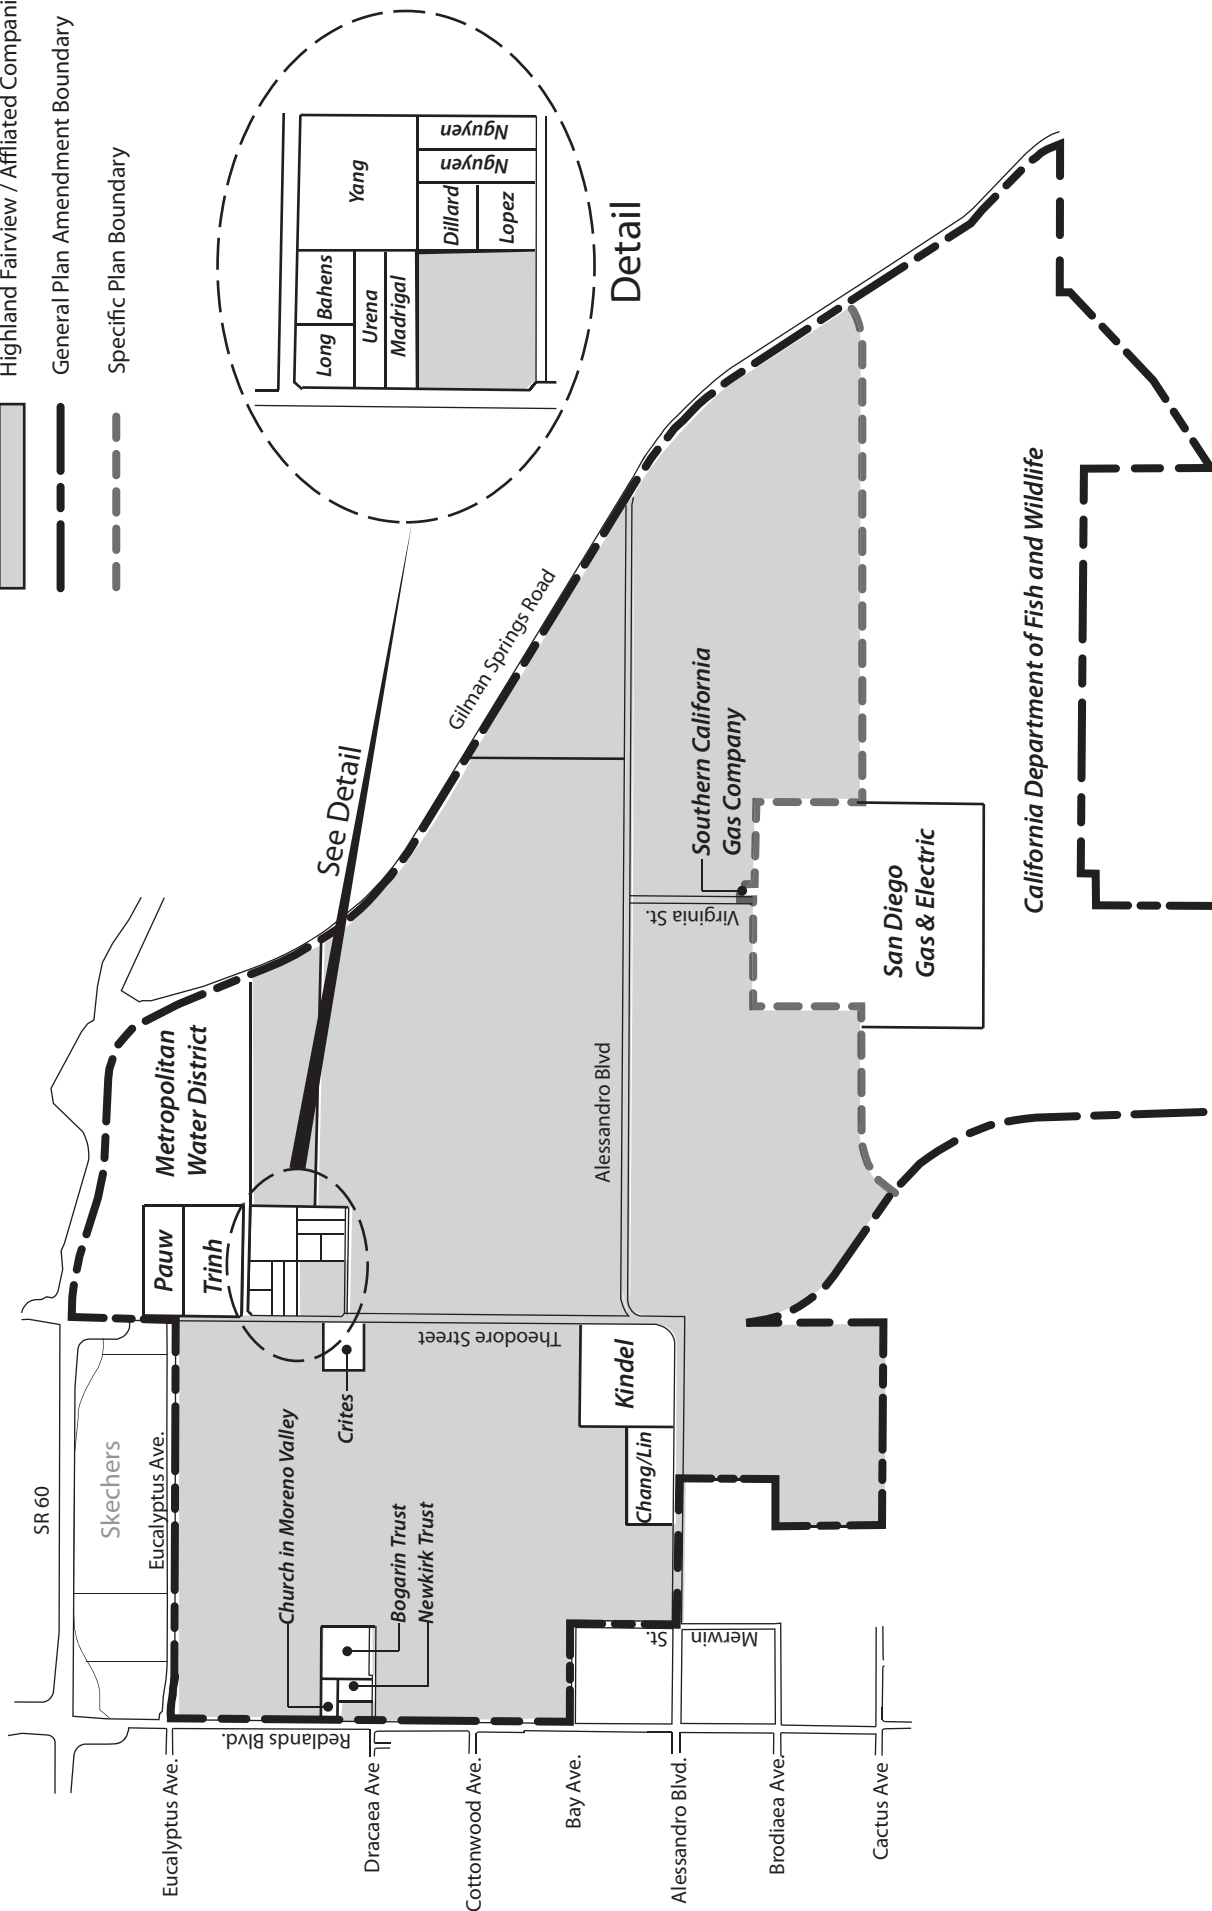 Highland Fairview / Affliated Compani
General Plan Amendment Boundary
Specific Plan Boundary
Long
Bahens
Urena
Madrigal
Yang
Dillard
Lopez
Nguyen
Nguyen
Detail
See Detail
SR 60
Skechers
Eucalyptus Ave.
Pauw
Trinh
Metropolitan
Water District
Gilman Springs Road
Church in Moreno Valley
Crites
Bogarin Trust
Newkirk Trust
Theodore Street
Redlands Blvd.
Kindel
Chang/Lin
Alessandro Blvd
Virginia St.
Southern California
Gas Company
San Diego
Gas & Electric
California Department of Fish and Wildlife
Merwin
St.
Eucalyptus Ave.
Dracaea Ave
Cottonwood Ave.
Bay Ave.
Alessandro Blvd.
Brodiaea Ave.
Cactus Ave